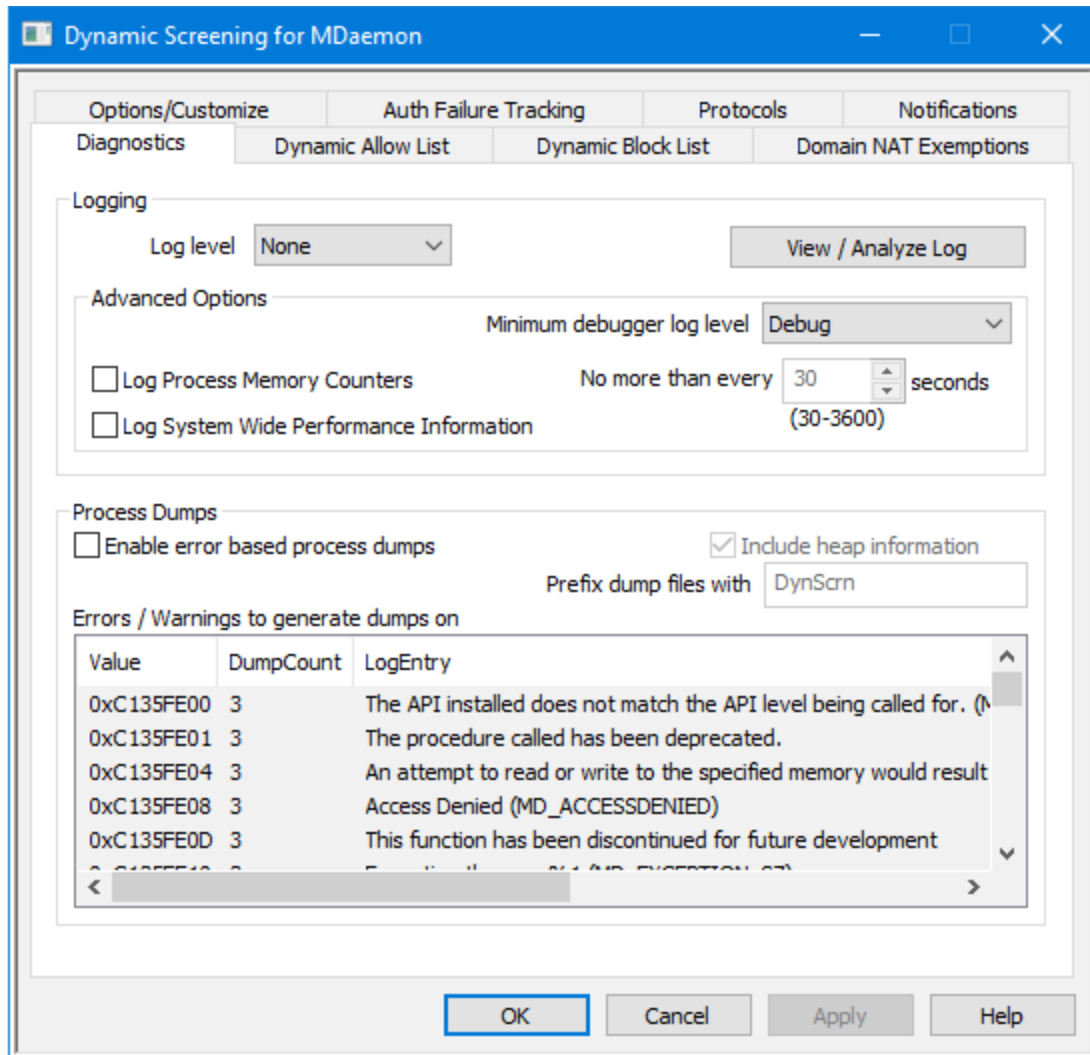 Dynamic Screening for MDaemon
Options/Customize Auth Failure Tracking Protocols Notifications
Diagnostics Dynamic Allow List Dynamic Block List Domain NAT Exemptions
Logging
Log level None View / Analyze Log
Advanced Options
Minimum debugger log level Debug
Log Process Memory Counters No more than every 30 seconds
Log System Wide Performance Information (30-3600)
Process Dumps
Enable error based process dumps Include heap information
Prefix dump files with DynScrn
Errors / Warnings to generate dumps on
Value DumpCount LogEntry
0xC135FE00 3 The API installed does not match the API level being called for.
0xC135FE01 3 The procedure called has been deprecated.
0xC135FE04 3 An attempt to read or write to the specified memory would result
0xC135FE08 3 Access Denied (MD_ACCESSDENIED)
0xC135FE0D 3 This function has been discontinued for future development
OK Cancel Apply Help